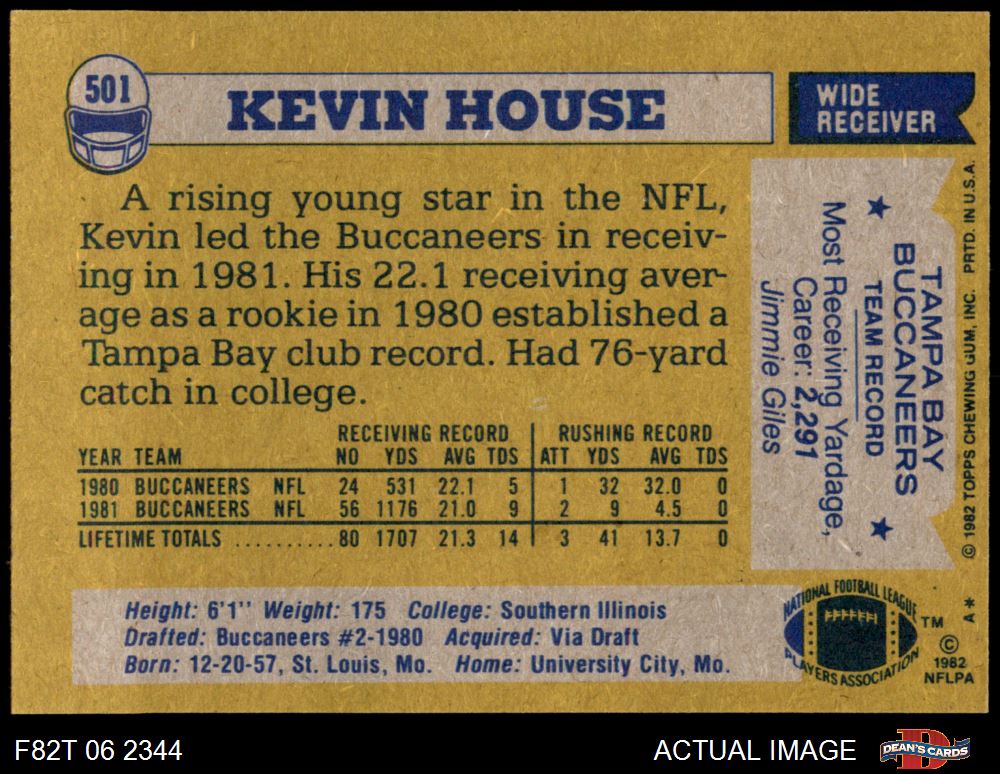 501
KEVIN HOUSE
WIDE
RECEIVER
A rising young star in the NFL,
Kevin led the Buccaneers in receiv-
ing in 1981. His 22.1 receiving aver-
age as a rookie in 1980 established a
Tampa Bay club record. Had 76-yard
catch in college.
RECEIVING RECORD RUSHING RECORD
YEAR TEAM NO YDS AVG TDS ATT YDS AVG TDS
1980 BUCCANEERS NFL 24 531 22.1 5 1 32 32.0 0
1981 BUCCANEERS NFL 56 1176 21.0 9 2 9 4.5 0
LIFETIME TOTALS ..........80 1707 21.3 14 3 41 13.7 0
TAMPA BAY
BUCCANEERS
★ TEAM RECORD ★
Most Receiving Yardage,
Career: 2,291
Jimmie Giles
© 1982 TOPPS CHEWING GUM, INC. PRTD. IN U.S.A.
Height: 6'1'' Weight: 175 College: Southern Illinois
Drafted: Buccaneers #2-1980 Acquired: Via Draft
Born: 12-20-57, St. Louis, Mo. Home: University City, Mo.
NATIONAL FOOTBALL LEAGUE
PLAYERS ASSOCIATION
TM
A*
©
1982
NFLPA
F82T 06 2344
ACTUAL IMAGE
DEAN'S CARDS